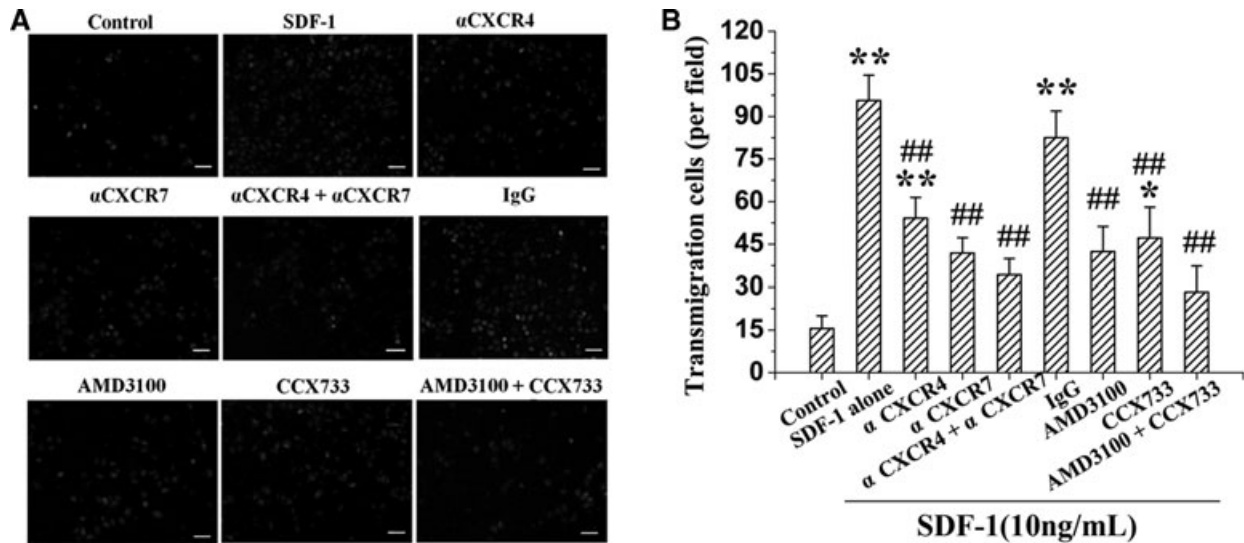 A
Control SDF-1 αCXCR4
αCXCR7 αCXCR4 + αCXCR7 IgG
AMD3100 CCX733 AMD3100 + CCX733
B
Transmigration cells (per field)
120
105
90
75
60
45
30
15
0
**
##
**
##
##
**
##
##
*
##
Control
SDF-1 alone
α CXCR4
α CXCR7
α CXCR4 + α CXCR7
IgG
AMD3100
CCX733
AMD3100 + CCX733
SDF-1(10ng/mL)